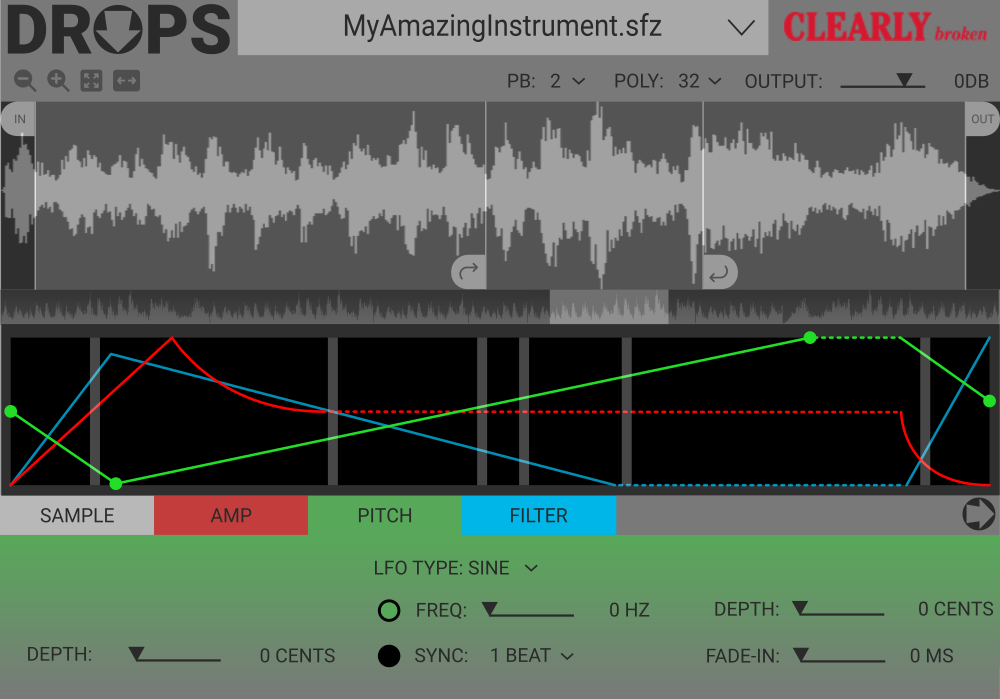 DROPS
MyAmazingInstrument.sfz
CLEARLY broken
PB: 2 POLY: 32 OUTPUT: 0DB
IN
OUT
SAMPLE AMP PITCH FILTER
LFO TYPE: SINE
FREQ: 0 HZ DEPTH: 0 CENTS
DEPTH: 0 CENTS SYNC: 1 BEAT FADE-IN: 0 MS